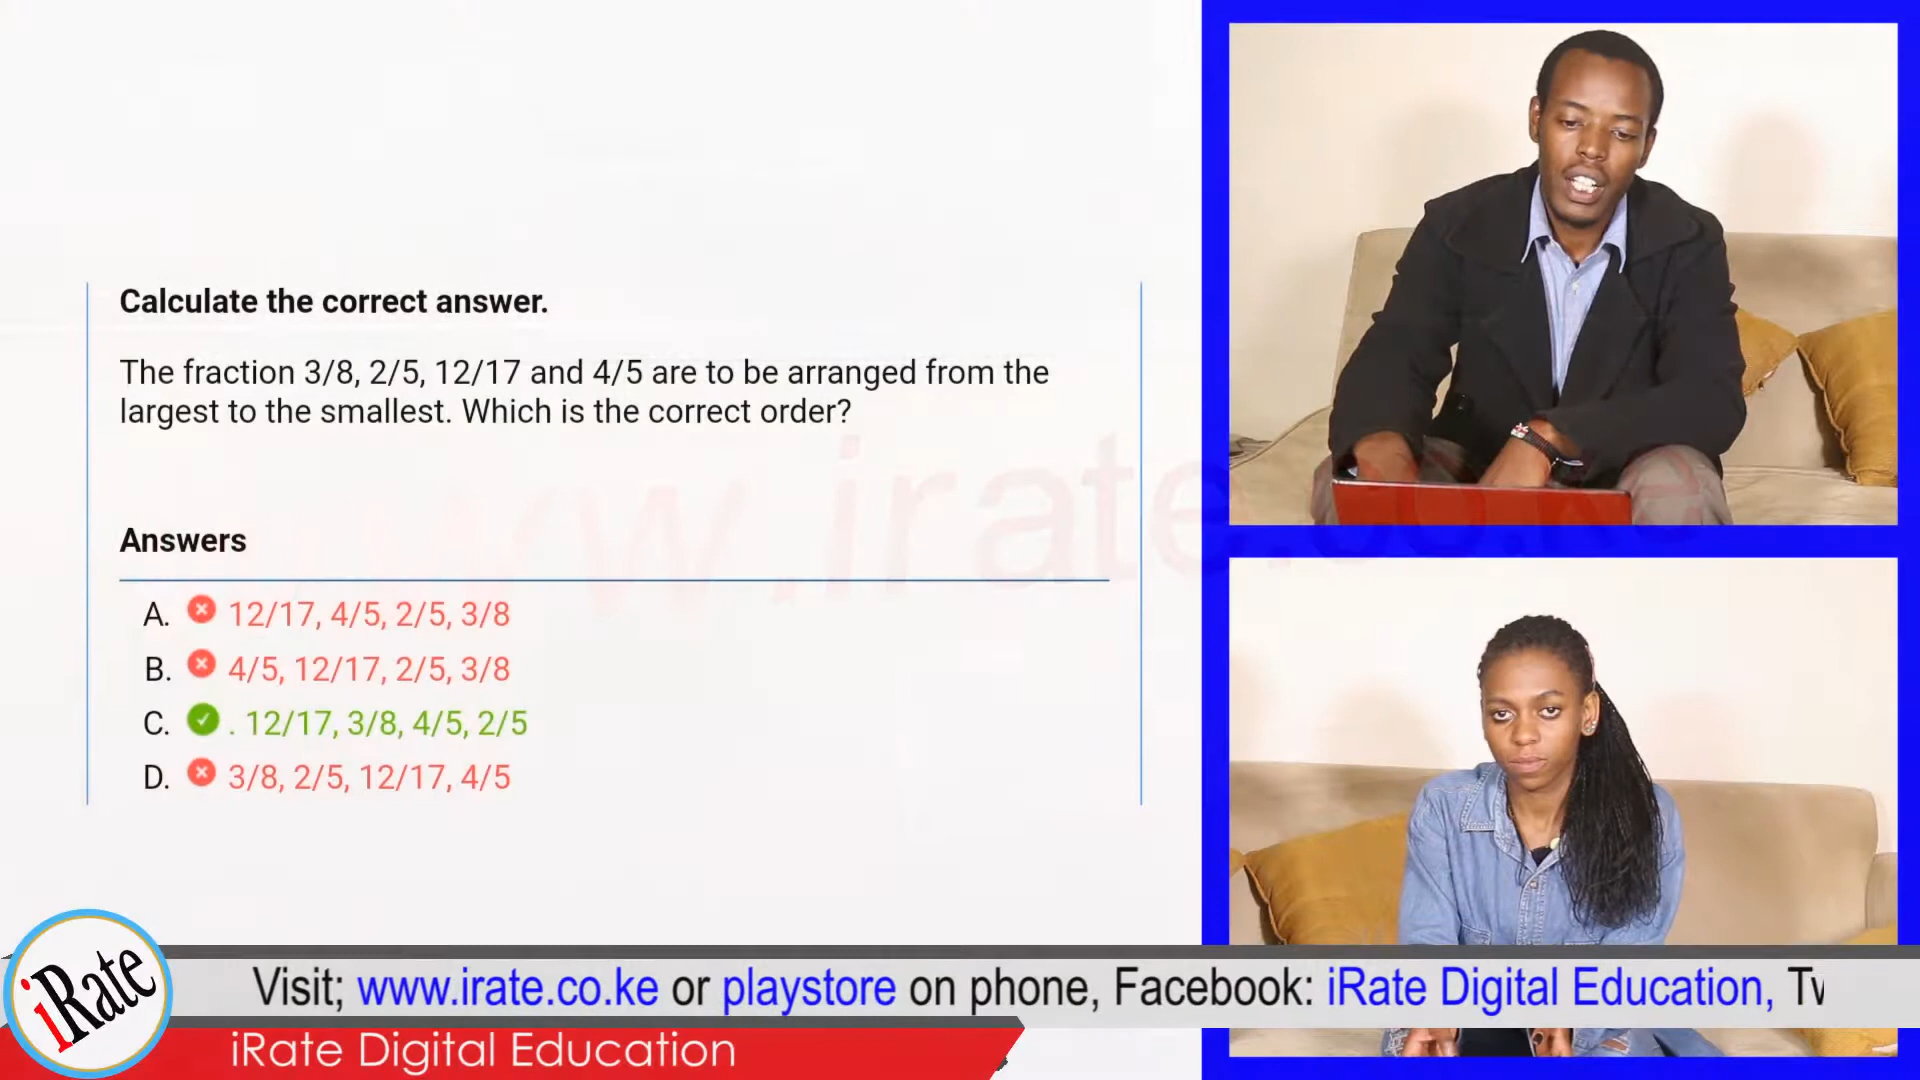 Calculate the correct answer.
The fraction 3/8, 2/5, 12/17 and 4/5 are to be arranged from the
largest to the smallest. Which is the correct order?
www.irate.co.ke
Answers
A. 12/17, 4/5, 2/5, 3/8
B. 4/5, 12/17, 2/5, 3/8
C. . 12/17, 3/8, 4/5, 2/5
D. 3/8, 2/5, 12/17, 4/5
iRate
Visit; www.irate.co.ke or playstore on phone, Facebook: iRate Digital Education,
iRate Digital Education